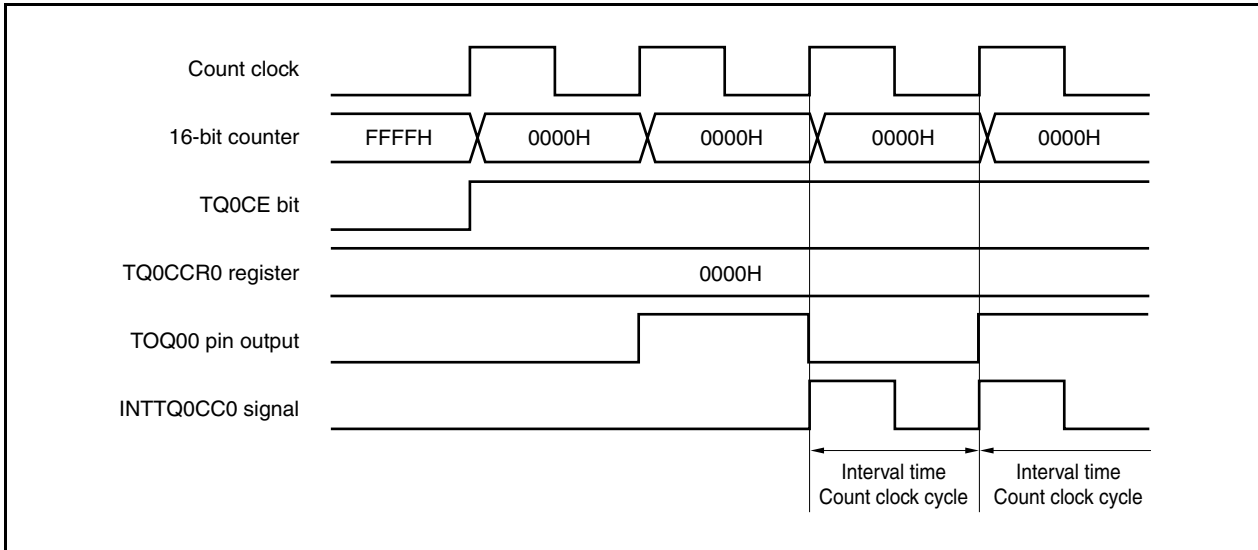 Count clock
16-bit counter FFFFH 0000H 0000H 0000H 0000H
TQ0CE bit
TQ0CCR0 register 0000H
TOQ00 pin output
INTTQ0CC0 signal
Interval time Interval time
Count clock cycle Count clock cycle